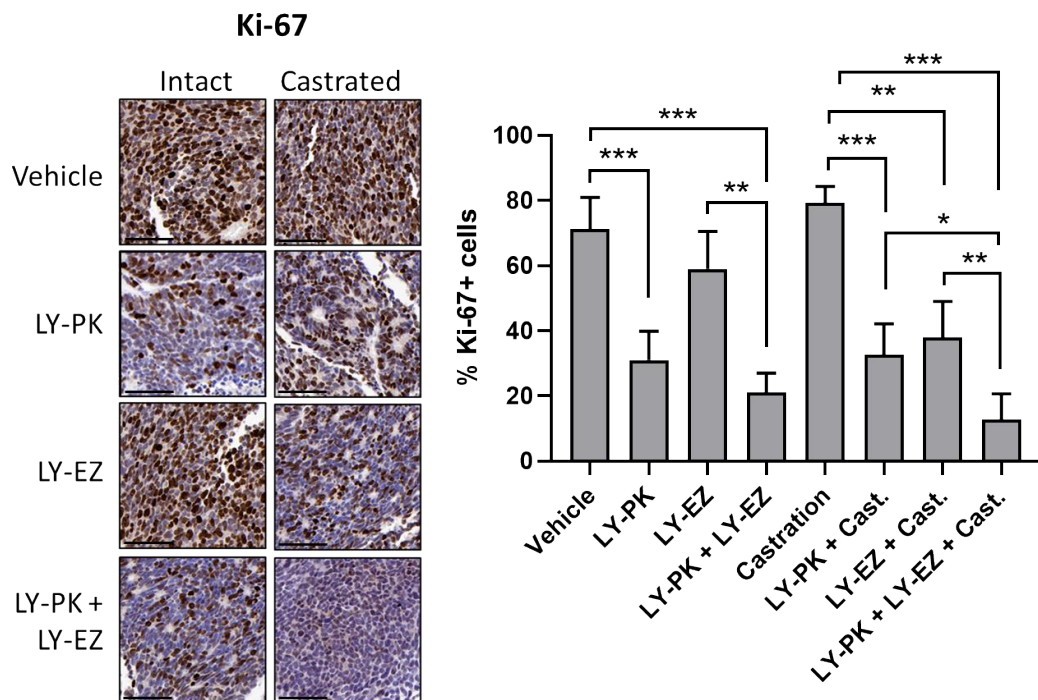 Ki-67
Intact Castrated
Vehicle
LY-PK
LY-EZ
LY-PK +
LY-EZ
% Ki-67+ cells
100
80
60
40
20
0
***
***
**
***
***
**
***
*
**
Vehicle
LY-PK
LY-EZ
LY-PK + LY-EZ
Castration
LY-PK + Cast.
LY-EZ + Cast.
LY-PK + LY-EZ + Cast.